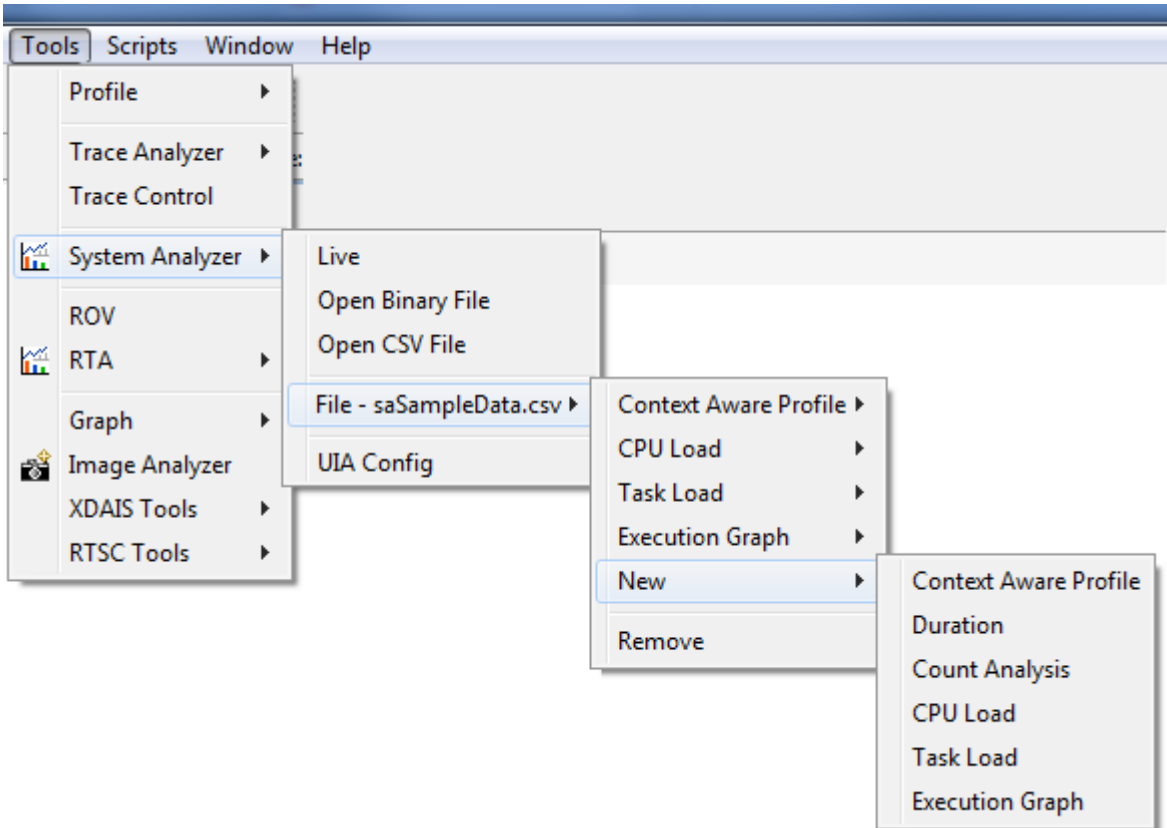 Tools Scripts Window Help
Profile
Trace Analyzer
Trace Control
System Analyzer
ROV
RTA
Graph
Image Analyzer
XDAIS Tools
RTSC Tools
Live
Open Binary File
Open CSV File
File - saSampleData.csv
UIA Config
Context Aware Profile
CPU Load
Task Load
Execution Graph
New
Remove
Context Aware Profile
Duration
Count Analysis
CPU Load
Task Load
Execution Graph